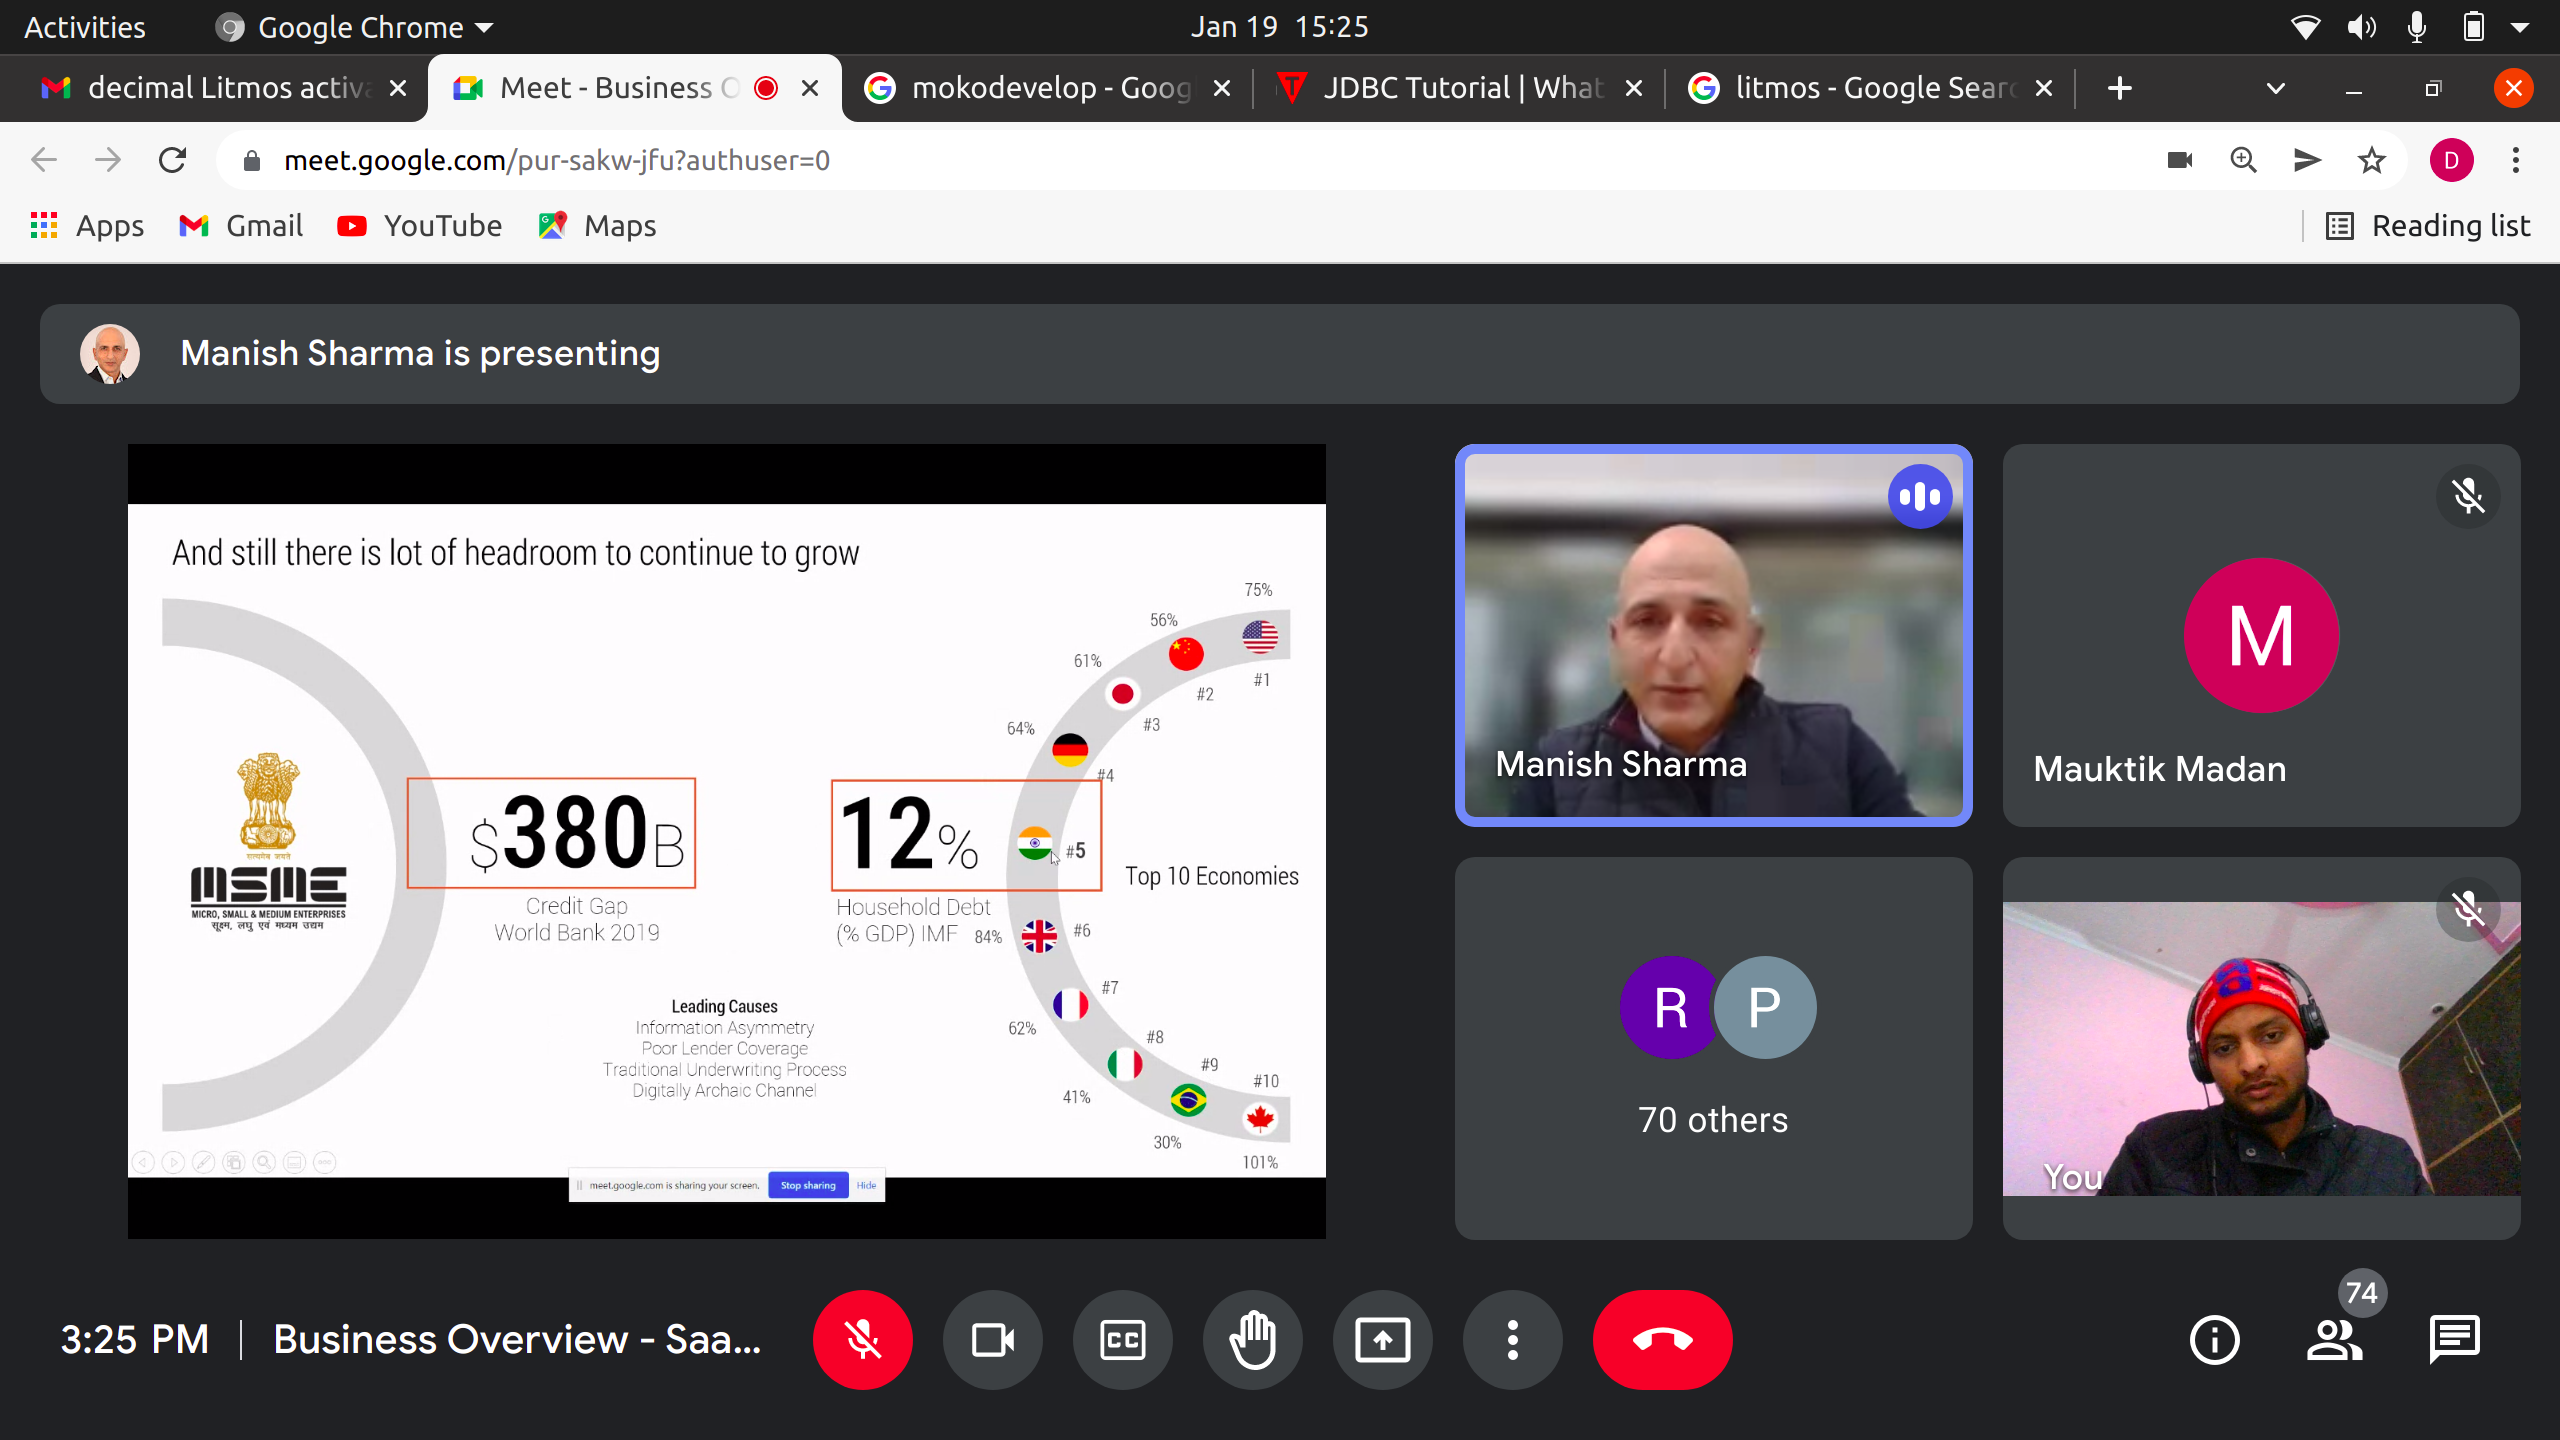 Activities
Google Chrome
Jan 19 15:25
decimal Litmos activa
Meet - Business O
mokodevelop - Goog
JDBC Tutorial | What
litmos - Google Searc
meet.google.com/pur-sakw-jfu?authuser=0
D
Apps
Gmail
YouTube
Maps
Reading list
Manish Sharma is presenting
And still there is lot of headroom to continue to grow
75%
56%
#1
61%
#2
#3
64%
#4
$380B
12%
#5
Top 10 Economies
सत्यमेव जयते
MSME
MICRO, SMALL & MEDIUM ENTERPRISES
सूक्ष्म, लघु एवं मध्यम उद्यम
Credit Gap
World Bank 2019
Household Debt
(% GDP) IMF
84%
#6
#7
62%
#8
#9
41%
#10
30%
101%
Leading Causes
Information Asymmetry
Poor Lender Coverage
Traditional Underwriting Process
Digitally Archaic Channel
meet.google.com is sharing your screen.
Stop sharing
Hide
Manish Sharma
M
Mauktik Madan
R
P
70 others
You
3:25 PM
Business Overview - Saa...
CC
74